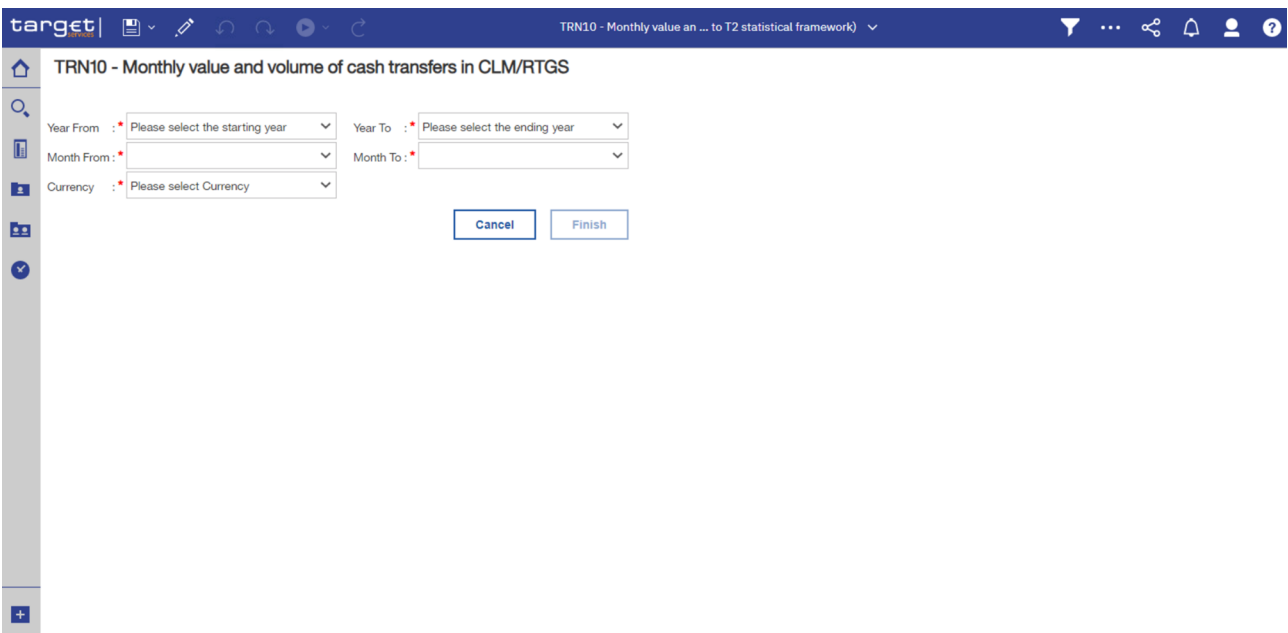 target|
services
TRN10 - Monthly value an ... to T2 statistical framework)
TRN10 - Monthly value and volume of cash transfers in CLM/RTGS
Year From :* Please select the starting year Year To :* Please select the ending year
Month From :* Month To :*
Currency :* Please select Currency
Cancel Finish